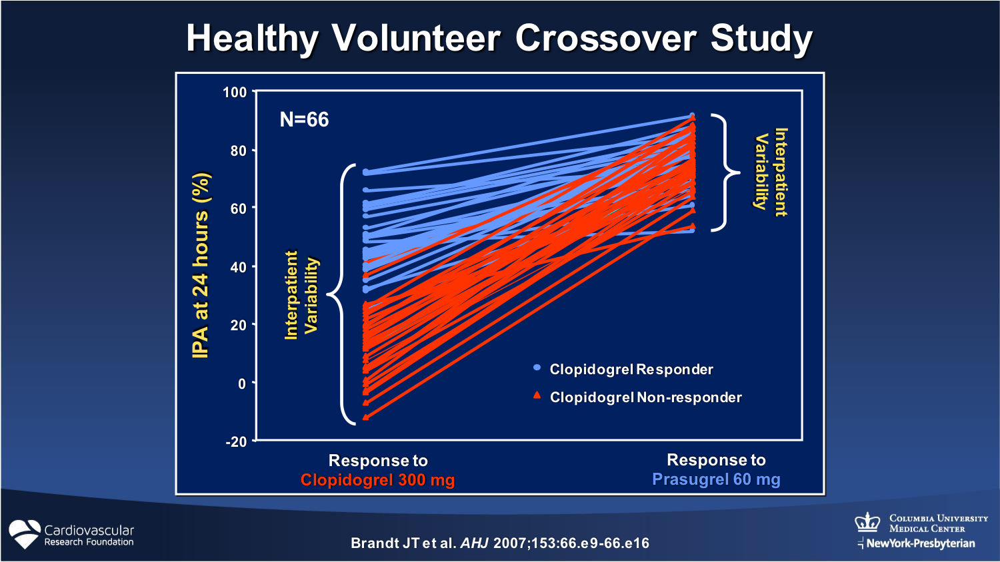 Healthy Volunteer Crossover Study
100
80
60
40
20
0
-20
IPA at 24 hours (%)
N=66
Interpatient
Variability
Interpatient
Variability
Clopidogrel Responder
Clopidogrel Non-responder
Response to
Clopidogrel 300 mg
Response to
Prasugrel 60 mg
Cardiovascular
Research Foundation
Brandt JT et al. AHJ 2007;153:66.e9-66.e16
COLUMBIA UNIVERSITY
MEDICAL CENTER
NewYork-Presbyterian